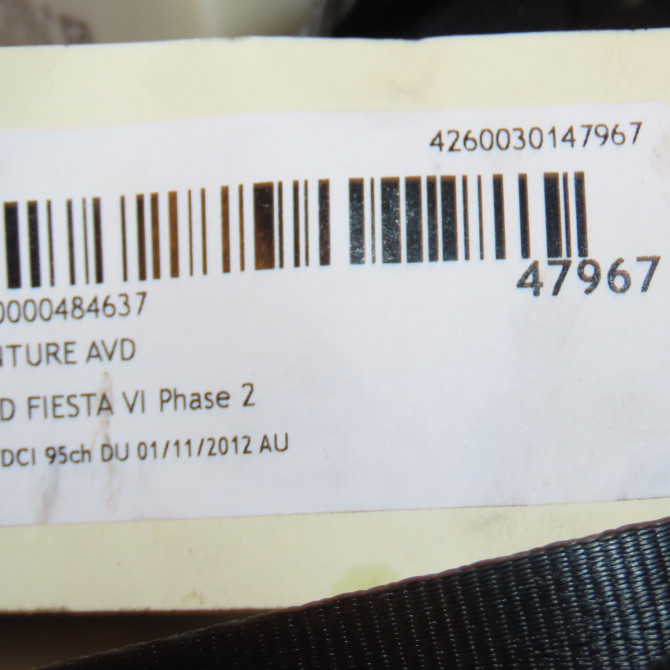 4260030147967
47967
0000484637
NTURE AVD
D FIESTA VI Phase 2
DCI 95ch DU 01/11/2012 AU